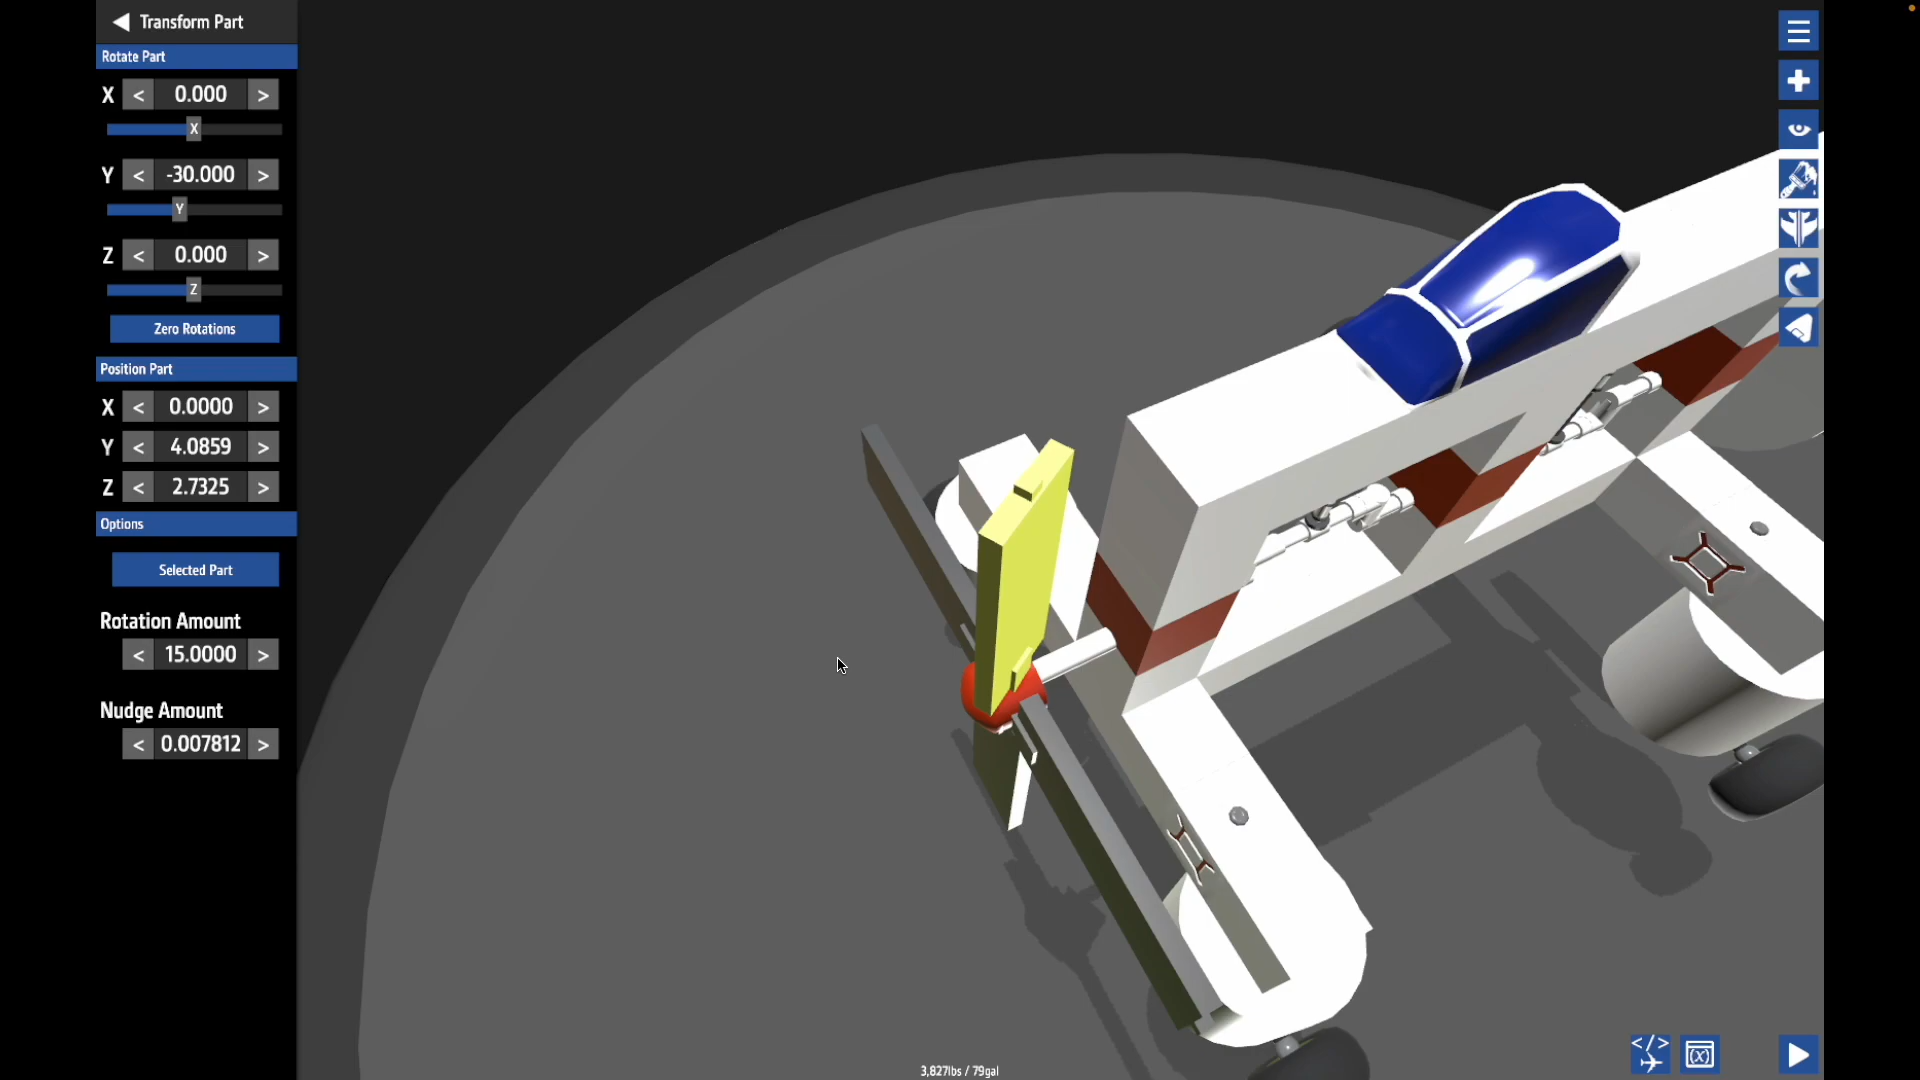 Transform Part
Rotate Part
X < 0.000 >
X
Y < -30.000 >
Y
Z < 0.000 >
Z
Zero Rotations
Position Part
X < 0.0000 >
Y < 4.0859 >
Z < 2.7325 >
Options
Selected Part
Rotation Amount
< 15.0000 >
Nudge Amount
< 0.007812 >
</>
(x)
3,827lbs / 79gal